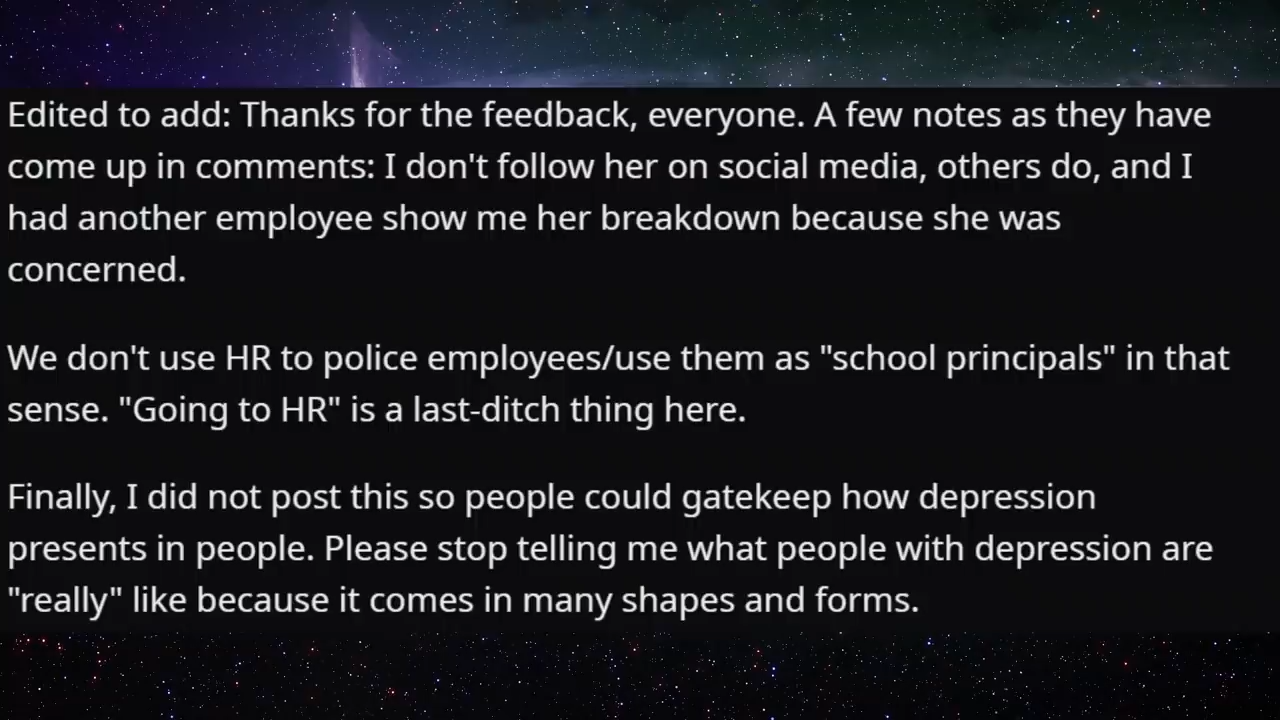 Edited to add: Thanks for the feedback, everyone. A few notes as they have
come up in comments: I don't follow her on social media, others do, and I
had another employee show me her breakdown because she was
concerned.
We don't use HR to police employees/use them as "school principals" in that
sense. "Going to HR" is a last-ditch thing here.
Finally, I did not post this so people could gatekeep how depression
presents in people. Please stop telling me what people with depression are
"really" like because it comes in many shapes and forms.